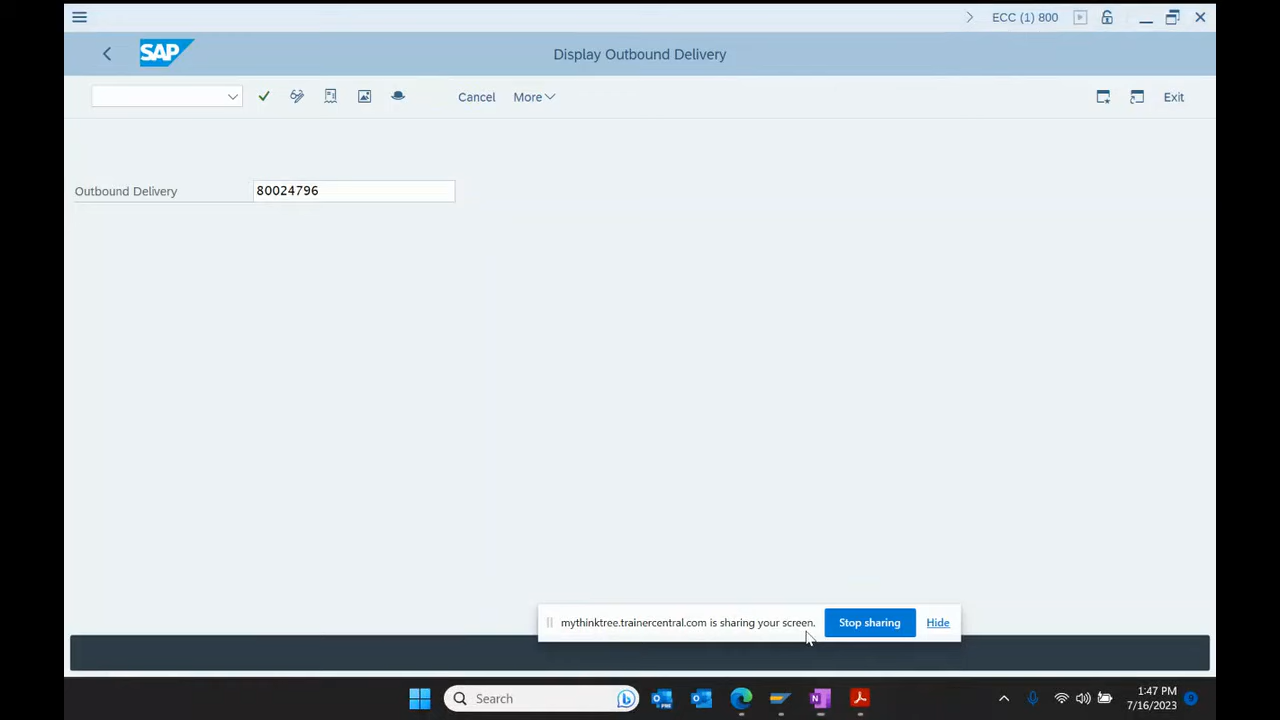 ECC (1) 800
SAP
Display Outbound Delivery
Cancel More Exit
Outbound Delivery 80024796
mythinktree.trainercentral.com is sharing your screen. Stop sharing Hide
Search
1:47 PM
7/16/2023